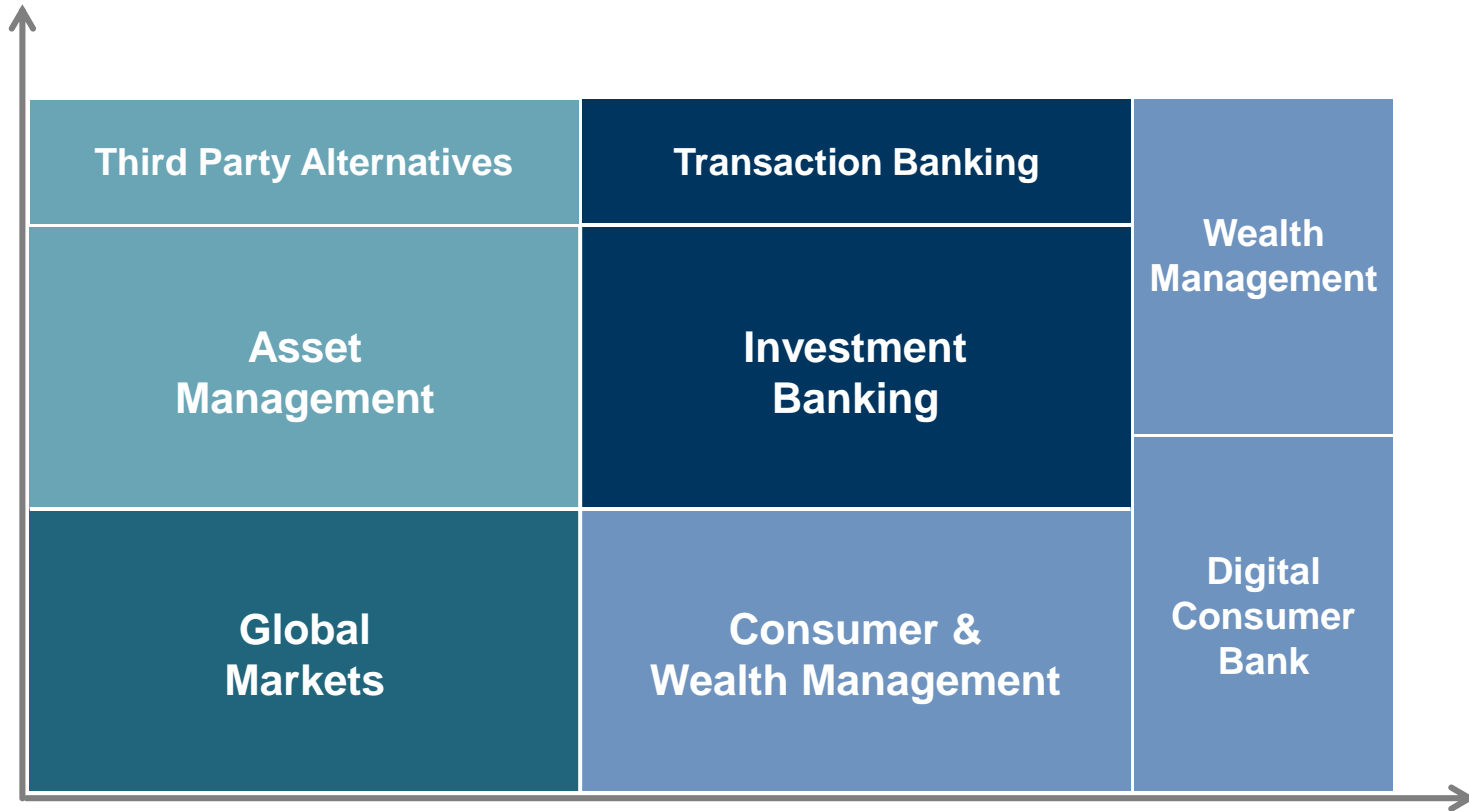 Third Party Alternatives
Transaction Banking
Wealth
Management
Asset
Management
Investment
Banking
Global
Markets
Consumer &
Wealth Management
Digital
Consumer
Bank